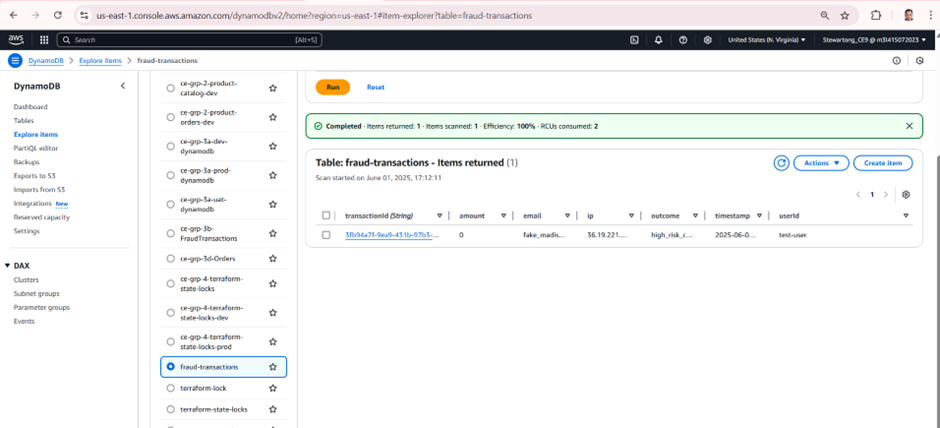 us-east-1.console.aws.amazon.com/dynamodbv2/home?region=us-east-1#item-explorer?table=fraud-transactions
aws
Search
[Alt+S]
United States (N. Virginia)
Stewartong_CE9 @ m31415072023
DynamoDB > Explore items > fraud-transactions
DynamoDB
Dashboard
Tables
Explore items
PartiQL editor
Backups
Exports to S3
Imports from S3
Integrations New
Reserved capacity
Settings
DAX
Clusters
Subnet groups
Parameter groups
Events
ce-grp-2-product-
catalog-dev
ce-grp-2-product-
orders-dev
ce-grp-3a-dev-
dynamodb
ce-grp-3a-prod-
dynamodb
ce-grp-3a-uat-
dynamodb
ce-grp-3b-
FraudTransactions
ce-grp-3d-Orders
ce-grp-4-terraform-
state-locks
ce-grp-4-terraform-
state-locks-dev
ce-grp-4-terraform-
state-locks-prod
fraud-transactions
terraform-lock
terraform-state-locks
Run
Reset
Completed · Items returned: 1 · Items scanned: 1 · Efficiency: 100% · RCUs consumed: 2
Table: fraud-transactions - Items returned (1)
Scan started on June 01, 2025, 17:12:11
Actions
Create item
1
transactionId (String)
amount
email
ip
outcome
timestamp
userId
3fb94a7f-9ea9-431b-97b3-...
0
fake_madis...
36.19.221....
high_risk_c...
2025-06-0...
test-user